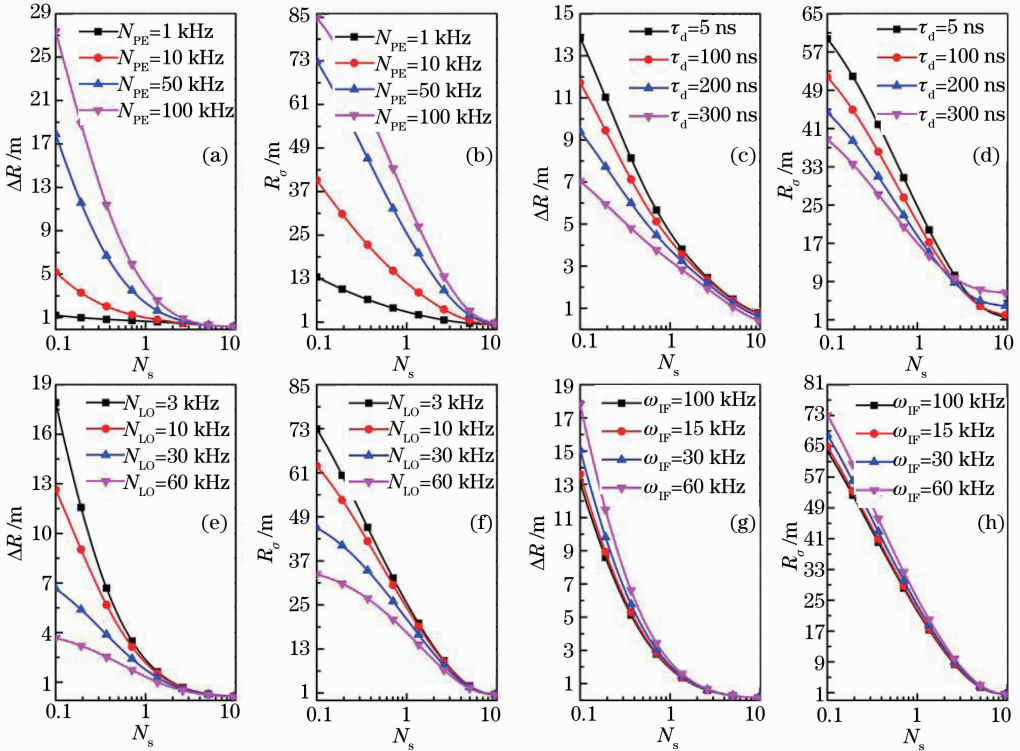 29
25
21
17
13
9
5
1
ΔR /m
N_PE=1 kHz
N_PE=10 kHz
N_PE=50 kHz
N_PE=100 kHz
(a)
0.1
1
10
N_s
85
73
61
49
37
25
13
1
R_σ /m
N_PE=1 kHz
N_PE=10 kHz
N_PE=50 kHz
N_PE=100 kHz
(b)
0.1
1
10
N_s
15
13
11
9
7
5
3
1
ΔR /m
τ_d=5 ns
τ_d=100 ns
τ_d=200 ns
τ_d=300 ns
(c)
0.1
1
10
N_s
65
57
49
41
33
25
17
9
1
R_σ /m
τ_d=5 ns
τ_d=100 ns
τ_d=200 ns
τ_d=300 ns
(d)
0.1
1
10
N_s
19
16
13
10
7
4
1
ΔR /m
N_LO=3 kHz
N_LO=10 kHz
N_LO=30 kHz
N_LO=60 kHz
(e)
0.1
1
10
N_s
85
73
61
49
37
25
13
1
R_σ /m
N_LO=3 kHz
N_LO=10 kHz
N_LO=30 kHz
N_LO=60 kHz
(f)
0.1
1
10
N_s
19
17
15
13
11
9
7
5
3
1
ΔR /m
ω_IF=100 kHz
ω_IF=15 kHz
ω_IF=30 kHz
ω_IF=60 kHz
(g)
0.1
1
10
N_s
81
73
65
57
49
41
33
25
17
9
1
R_σ /m
ω_IF=100 kHz
ω_IF=15 kHz
ω_IF=30 kHz
ω_IF=60 kHz
(h)
0.1
1
10
N_s